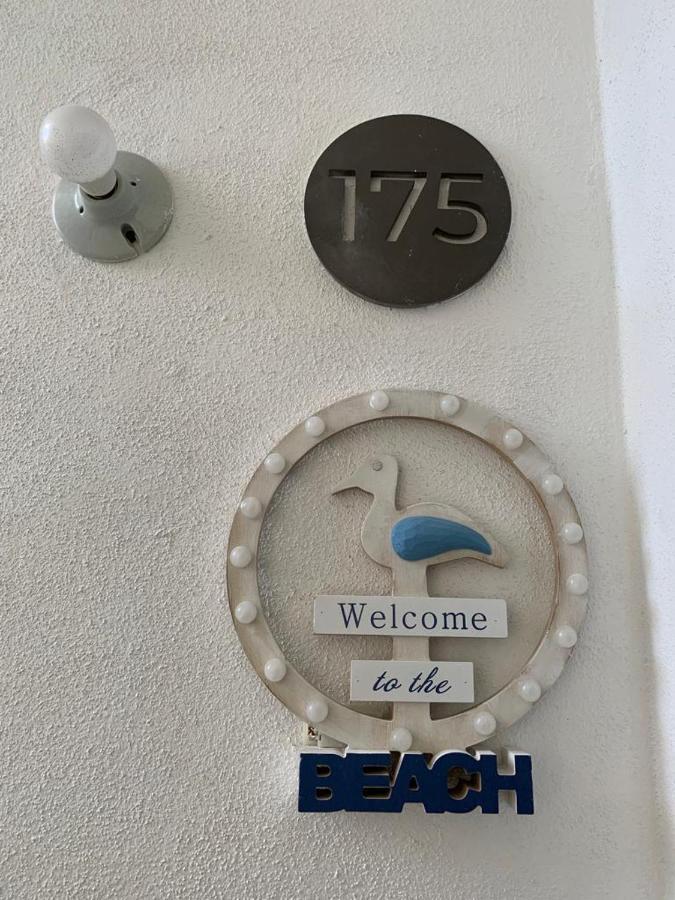 175
Welcome
to the
BEACH